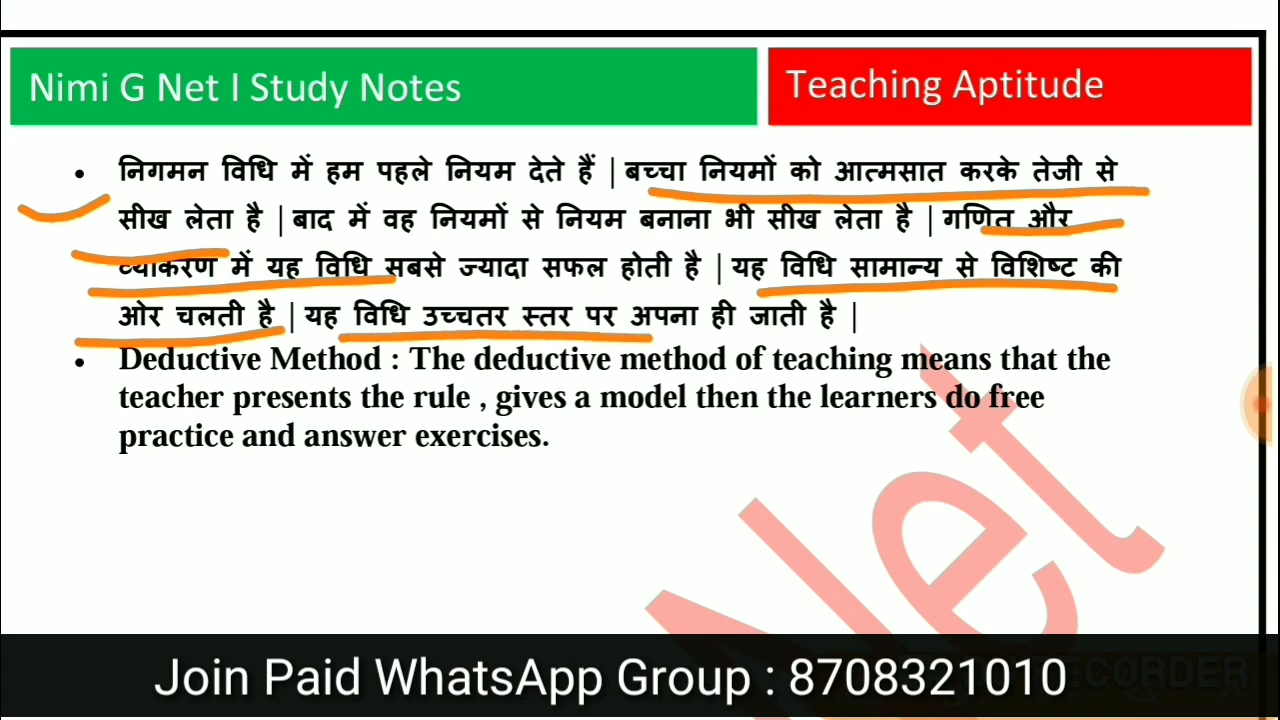 Nimi G Net I Study Notes
Teaching Aptitude
• निगमन विधि में हम पहले नियम देते हैं | बच्चा नियमों को आत्मसात करके तेजी से
सीख लेता है | बाद में वह नियमों से नियम बनाना भी सीख लेता है | गणित और
व्याकरण में यह विधि सबसे ज्यादा सफल होती है | यह विधि सामान्य से विशिष्ट की
ओर चलती है | यह विधि उच्चतर स्तर पर अपना ही जाती है |
• Deductive Method : The deductive method of teaching means that the
teacher presents the rule , gives a model then the learners do free
practice and answer exercises.
Net
Join Paid WhatsApp Group : 8708321010
RECORDER